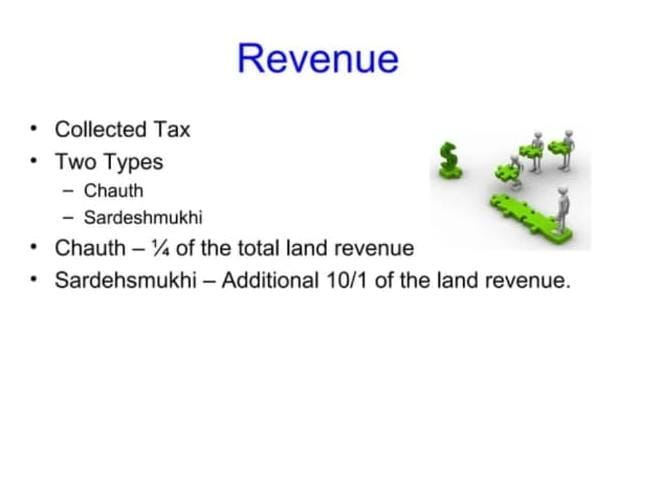 Revenue
• Collected Tax
• Two Types
– Chauth
– Sardeshmukhi
• Chauth – ¼ of the total land revenue
• Sardehsmukhi – Additional 10/1 of the land revenue.